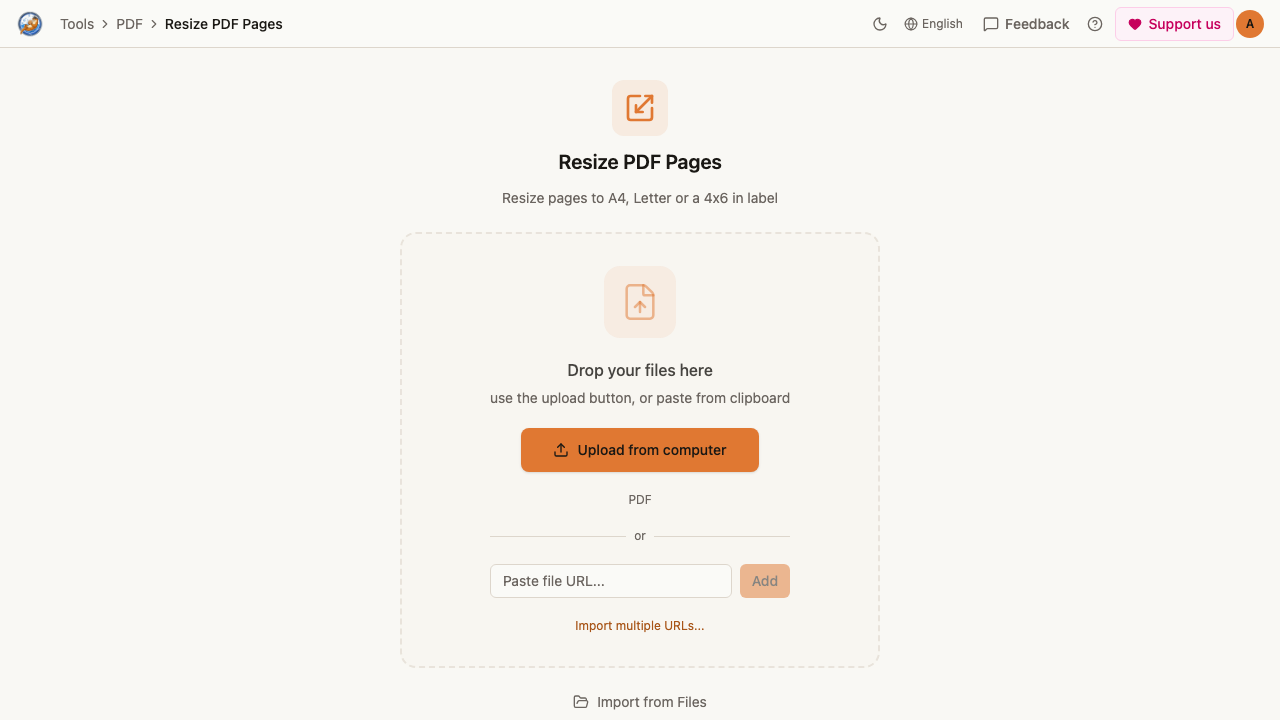 Tools > PDF > Resize PDF Pages
English
Feedback
Support us
A
Resize PDF Pages
Resize pages to A4, Letter or a 4x6 in label
Drop your files here
use the upload button, or paste from clipboard
Upload from computer
PDF
or
Paste file URL...
Add
Import multiple URLs...
Import from Files